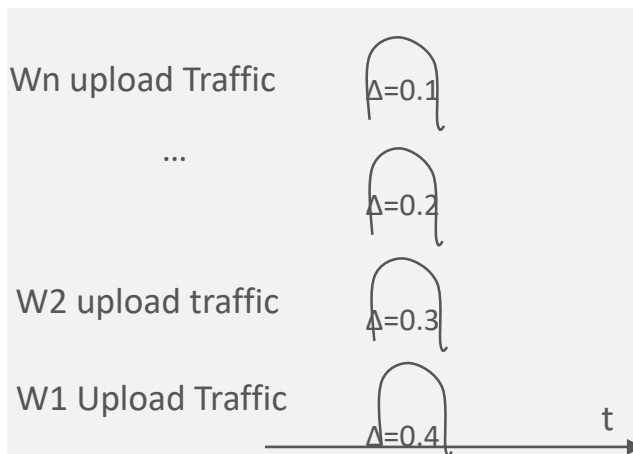 Wn upload Traffic
Δ=0.1
...
Δ=0.2
W2 upload traffic
Δ=0.3
W1 Upload Traffic
t
Δ=0.4